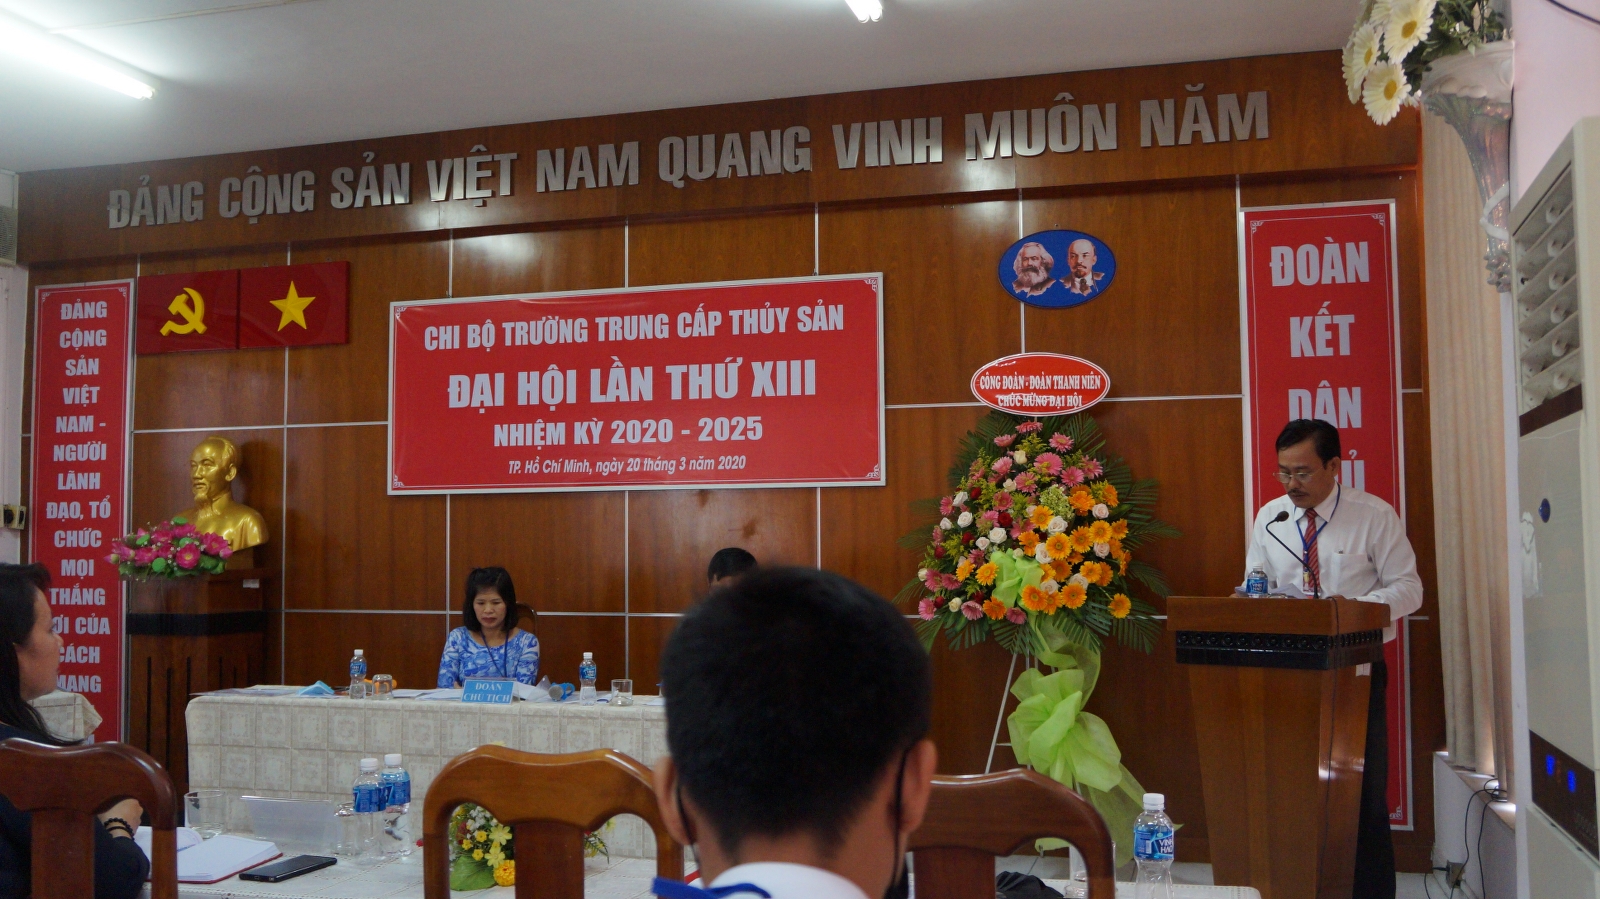 ĐẢNG CỘNG SẢN VIỆT NAM QUANG VINH MUÔN NĂM
ĐẢNG
CỘNG
SẢN
VIỆT
NAM -
NGƯỜI
LÃNH
ĐẠO, TỔ
CHỨC
MỌI
THẮNG
LỢI CỦA
CÁCH
MẠNG
CHI BỘ TRƯỜNG TRUNG CẤP THỦY SẢN
ĐẠI HỘI LẦN THỨ XIII
NHIỆM KỲ 2020 - 2025
TP. Hồ Chí Minh, ngày 20 tháng 3 năm 2020
CÔNG ĐOÀN - ĐOÀN THANH NIÊN
CHÚC MỪNG ĐẠI HỘI
ĐOÀN
KẾT
DÂN
ĐOÀN
CHỦ TỊCH
VĨNH
HẢO